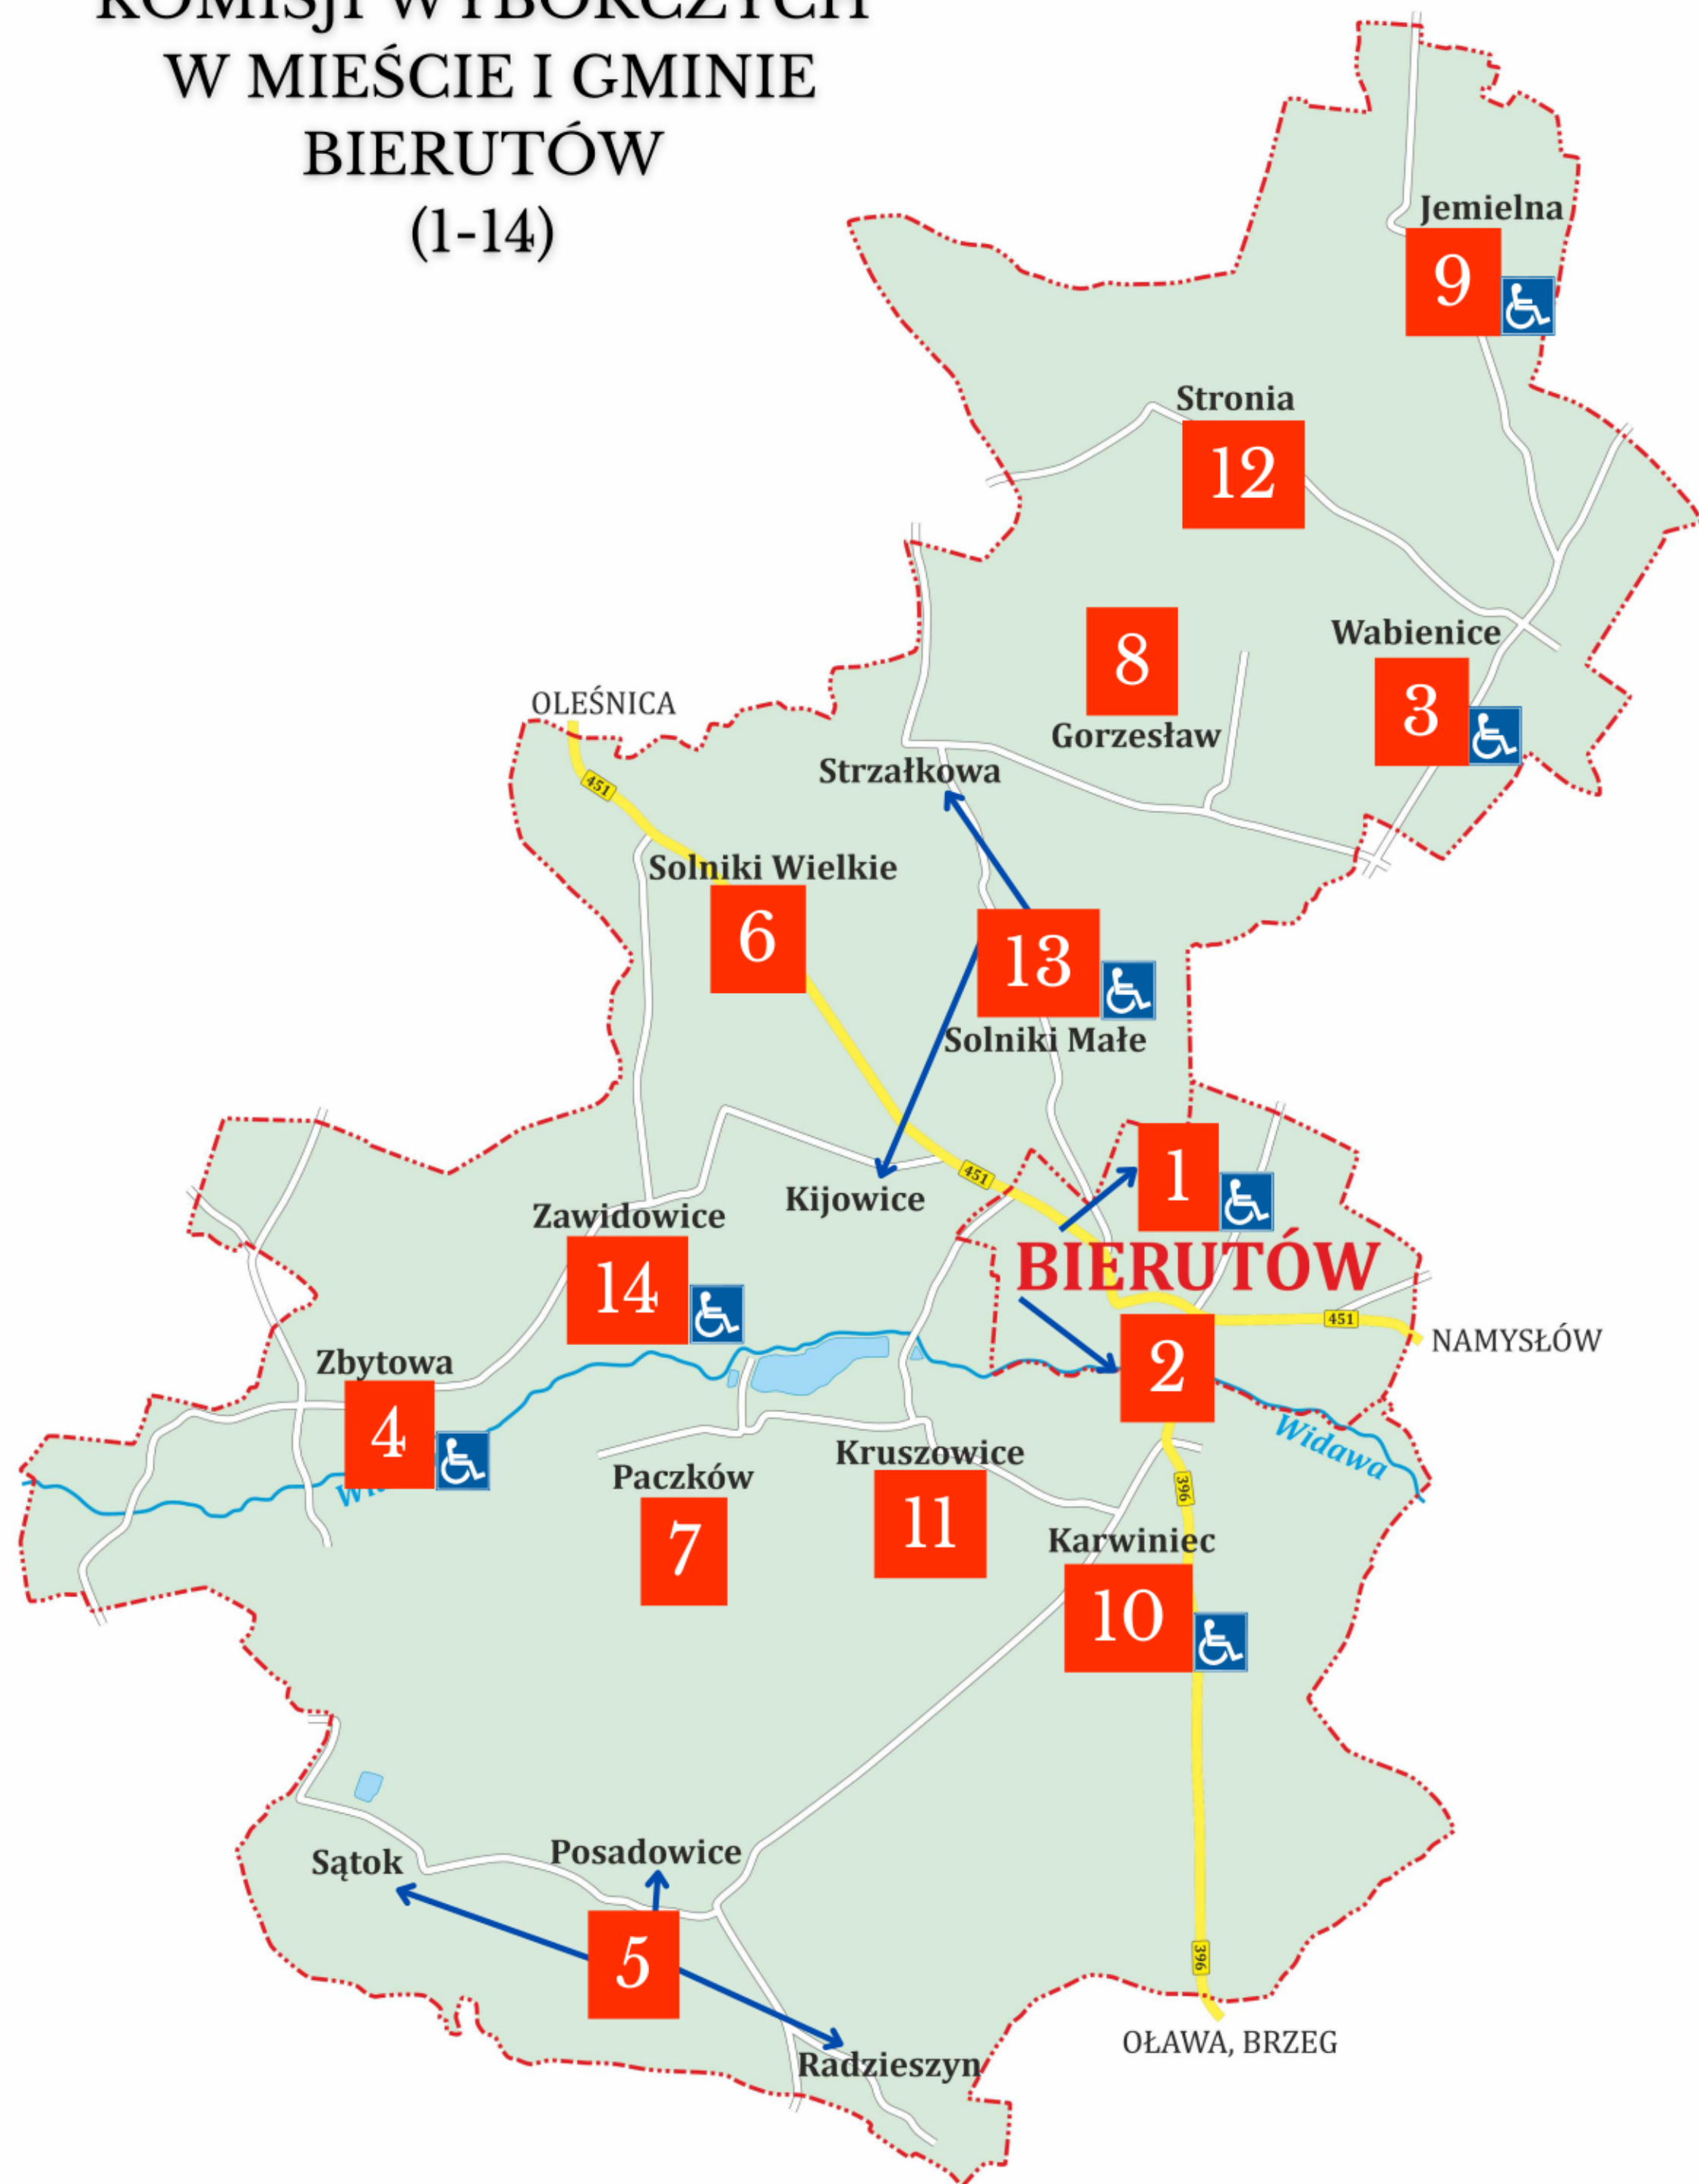 KOMISJI WYBORCZYCH
W MIEŚCIE I GMINIE
BIERUTÓW
(1-14)
Jemielna
9
Stronia
12
8
Wabienice
3
OLEŚNICA
Gorzesław
Strzałkowa
451
Solniki Wielkie
6
13
Solniki Małe
1
451
Kijowice
Zawidowice
14
BIERUTÓW
451
NAMYSŁÓW
2
Zbytowa
4
Widawa
Kruszowice
Paczków
396
11
7
Karwiniec
10
Posadowice
Sątok
5
396
OŁAWA, BRZEG
Radzieszyn